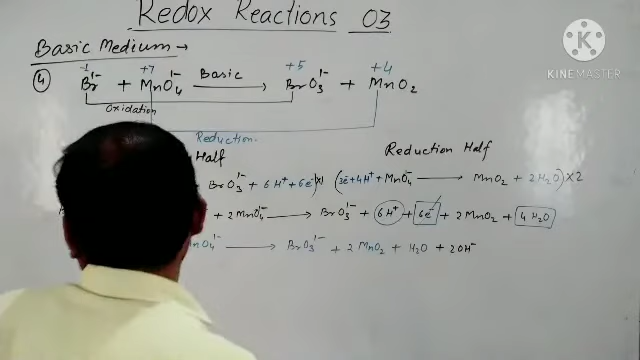 Redox Reactions 03
KINEMASTER
Basic Medium →
-1 +7 +5 +4
④ Br¹⁻ + MnO₄¹⁻ —Basic→ BrO₃¹⁻ + MnO₂
Oxidation
Reduction.
Half Reduction Half
BrO₃¹⁻ + 6H⁺ + 6e⁻)×1 (3e⁻ + 4H⁺ + MnO₄¹⁻ → MnO₂ + 2H₂O)×2
+ 2MnO₄¹⁻ → BrO₃¹⁻ + 6H⁺ + 6e⁻ + 2MnO₂ + 4H₂O
→ BrO₃¹⁻ + 2MnO₂ + H₂O + 2OH⁻